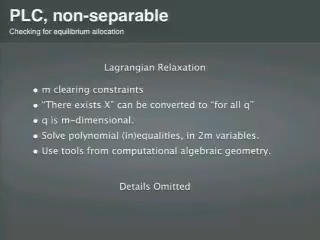 PLC, non-separable
Checking for equilibrium allocation
Lagrangian Relaxation
• m clearing constraints
• "There exists X" can be converted to "for all q"
• q is m-dimensional.
• Solve polynomial (in)equalities, in 2m variables.
• Use tools from computational algebraic geometry.
Details Omitted